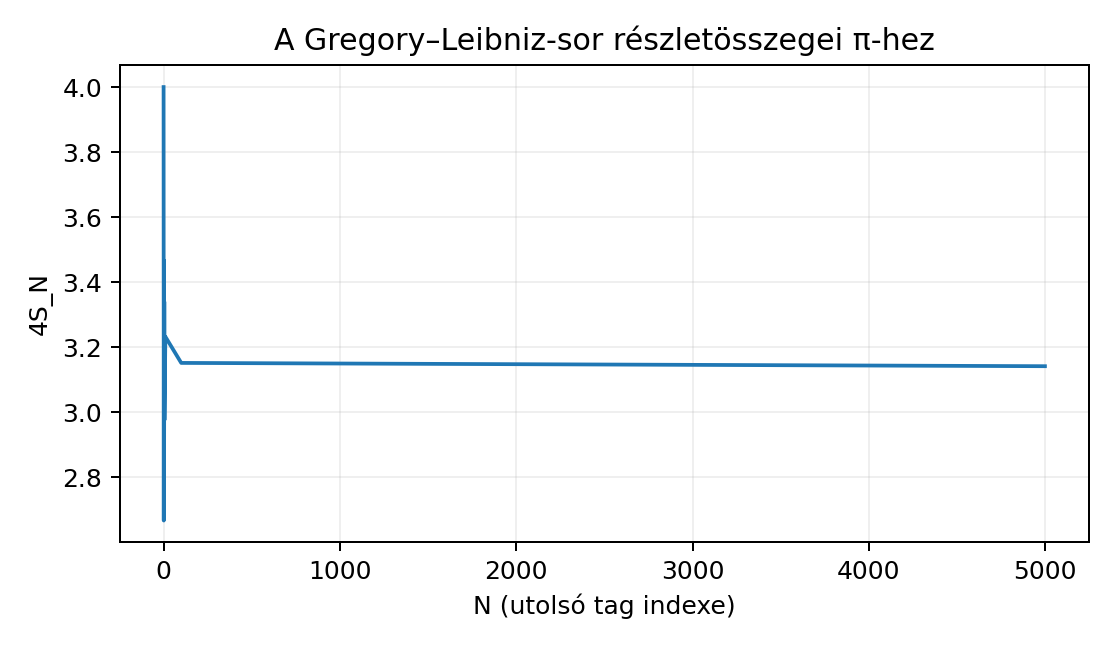 A Gregory–Leibniz-sor részletösszegei π-hez
4S_N
4.0
3.8
3.6
3.4
3.2
3.0
2.8
0 1000 2000 3000 4000 5000
N (utolsó tag indexe)